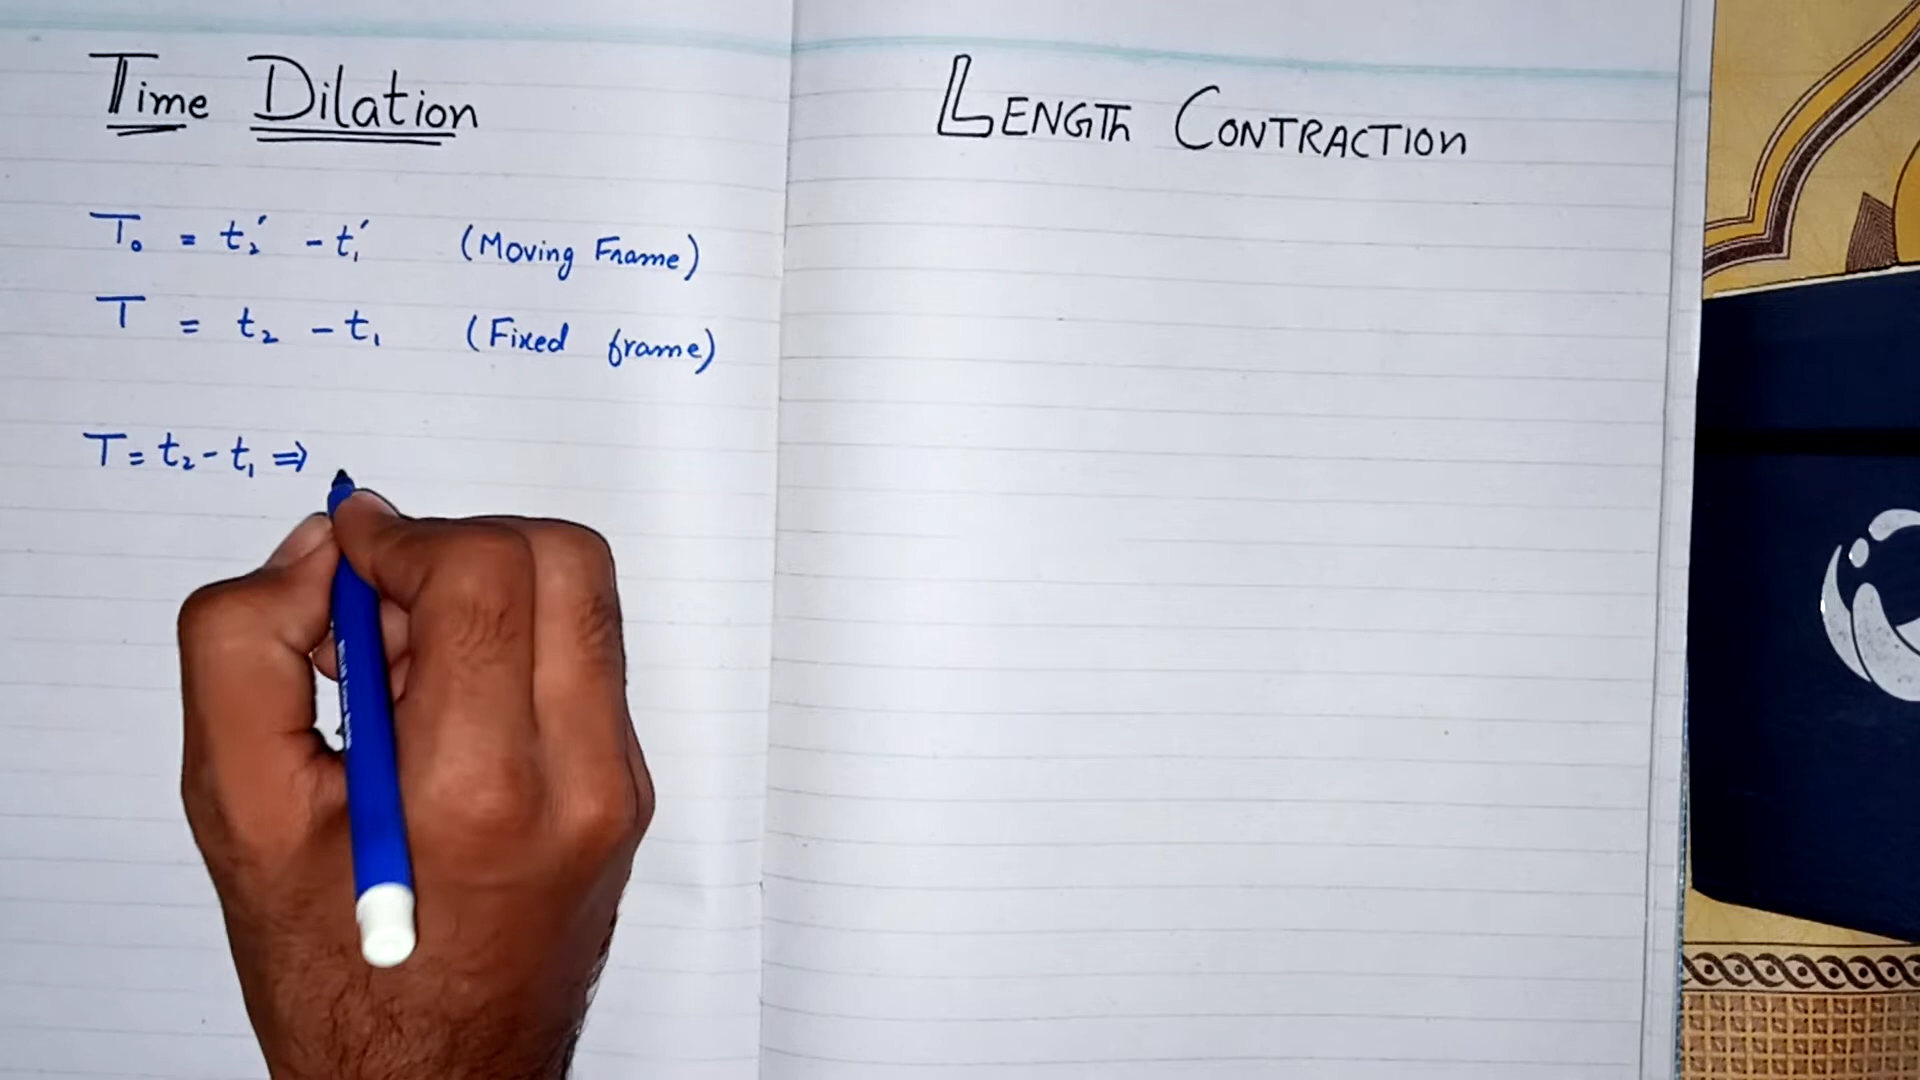 Time Dilation
T₀ = t₂′ - t₁′ (Moving Frame)
T = t₂ - t₁ (Fixed frame)
T = t₂ - t₁ ⇒
LENGTH CONTRACTION